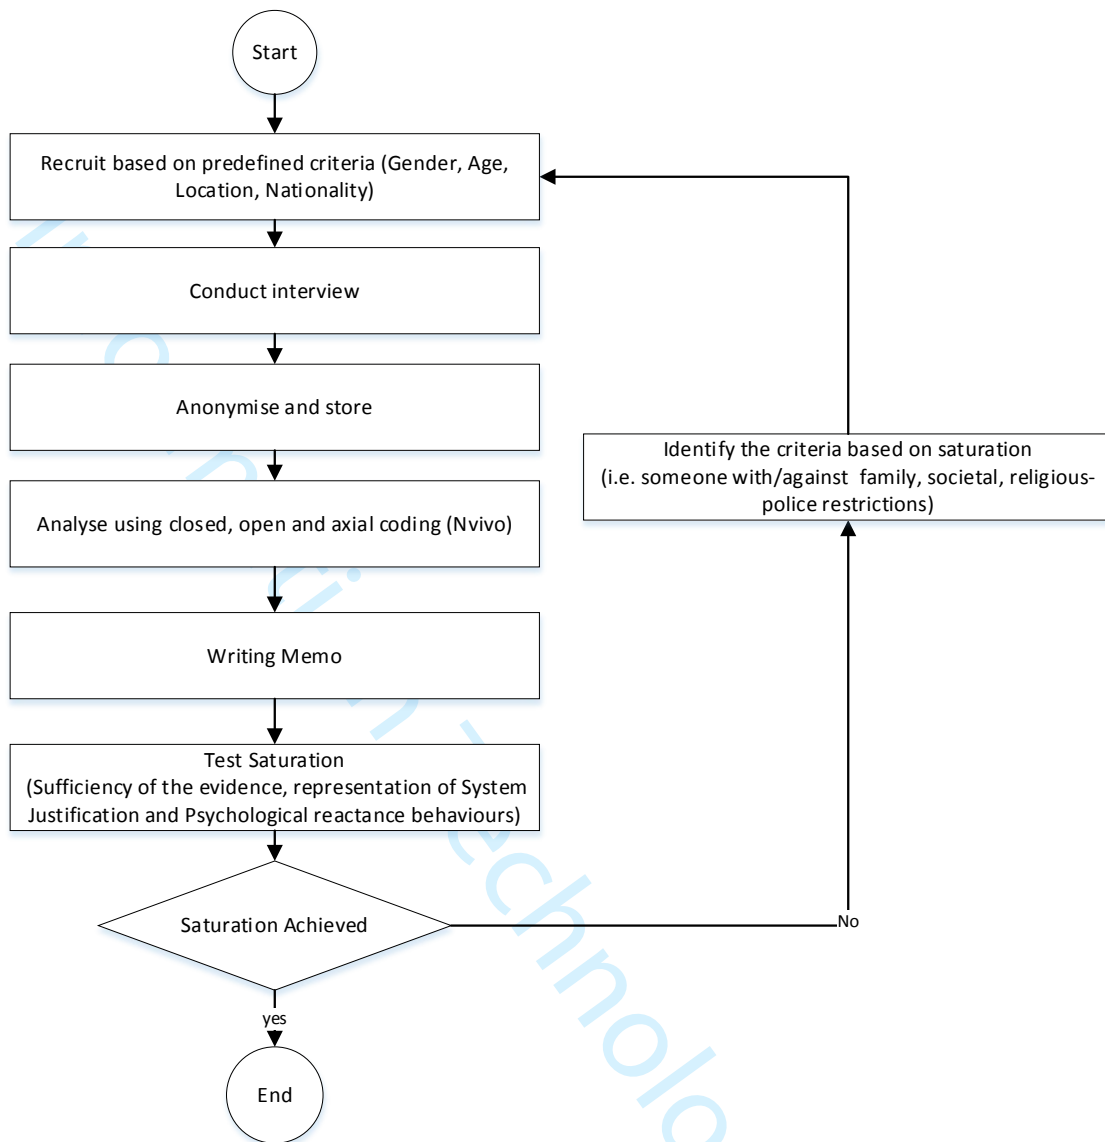 Start
Recruit based on predefined criteria (Gender, Age,
Location, Nationality)
Conduct interview
Anonymise and store
Analyse using closed, open and axial coding (Nvivo)
Writing Memo
Test Saturation
(Sufficiency of the evidence, representation of System
Justification and Psychological reactance behaviours)
Saturation Achieved
yes
End
No
Identify the criteria based on saturation
(i.e. someone with/against  family, societal, religious-
police restrictions)